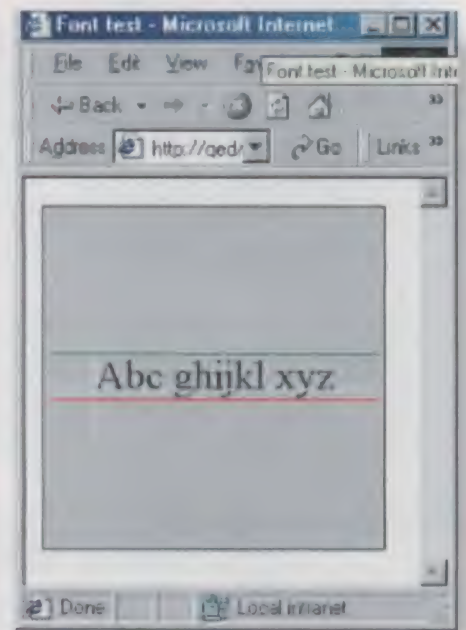 Font test - Microsoft Internet
File Edit View
Font test - Microsoft Int
Back
Address http://qed/ Go Links
Abc ghijkl xyz
Done Local intranet